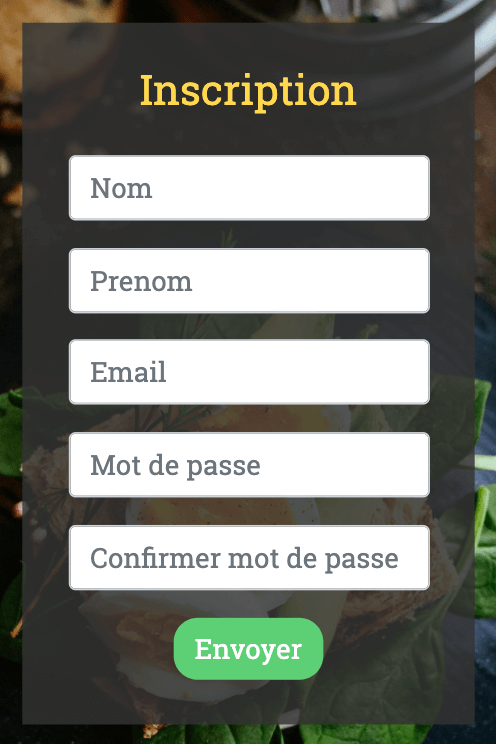 Inscription
Nom
Prenom
Email
Mot de passe
Confirmer mot de passe
Envoyer